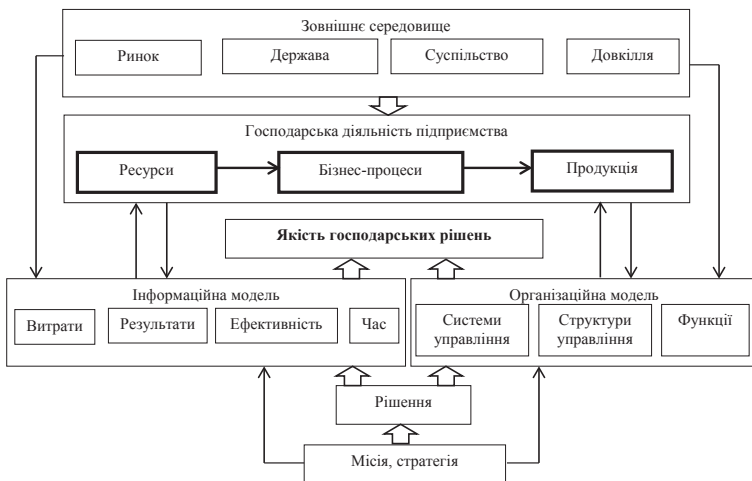 Зовнішнє середовище
Ринок
Держава
Суспільство
Довкілля
Господарська діяльність підприємства
Ресурси
Бізнес-процеси
Продукція
Якість господарських рішень
Інформаційна модель
Витрати
Результати
Ефективність
Час
Організаційна модель
Системи
управління
Структури
управління
Функції
Рішення
Місія, стратегія